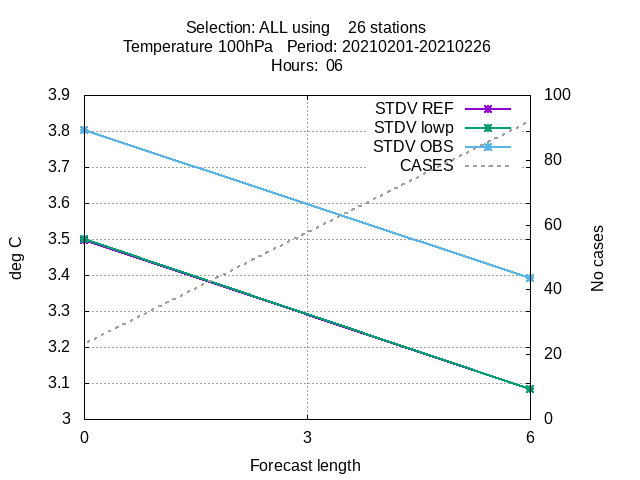 Selection: ALL using    26 stations
Temperature 100hPa   Period: 20210201-20210226
Hours:  06
3.9
3.8
3.7
3.6
3.5
3.4
3.3
3.2
3.1
3
deg C
STDV REF
STDV lowp
STDV OBS
CASES
100
80
60
40
20
0
No cases
0 3 6
Forecast length